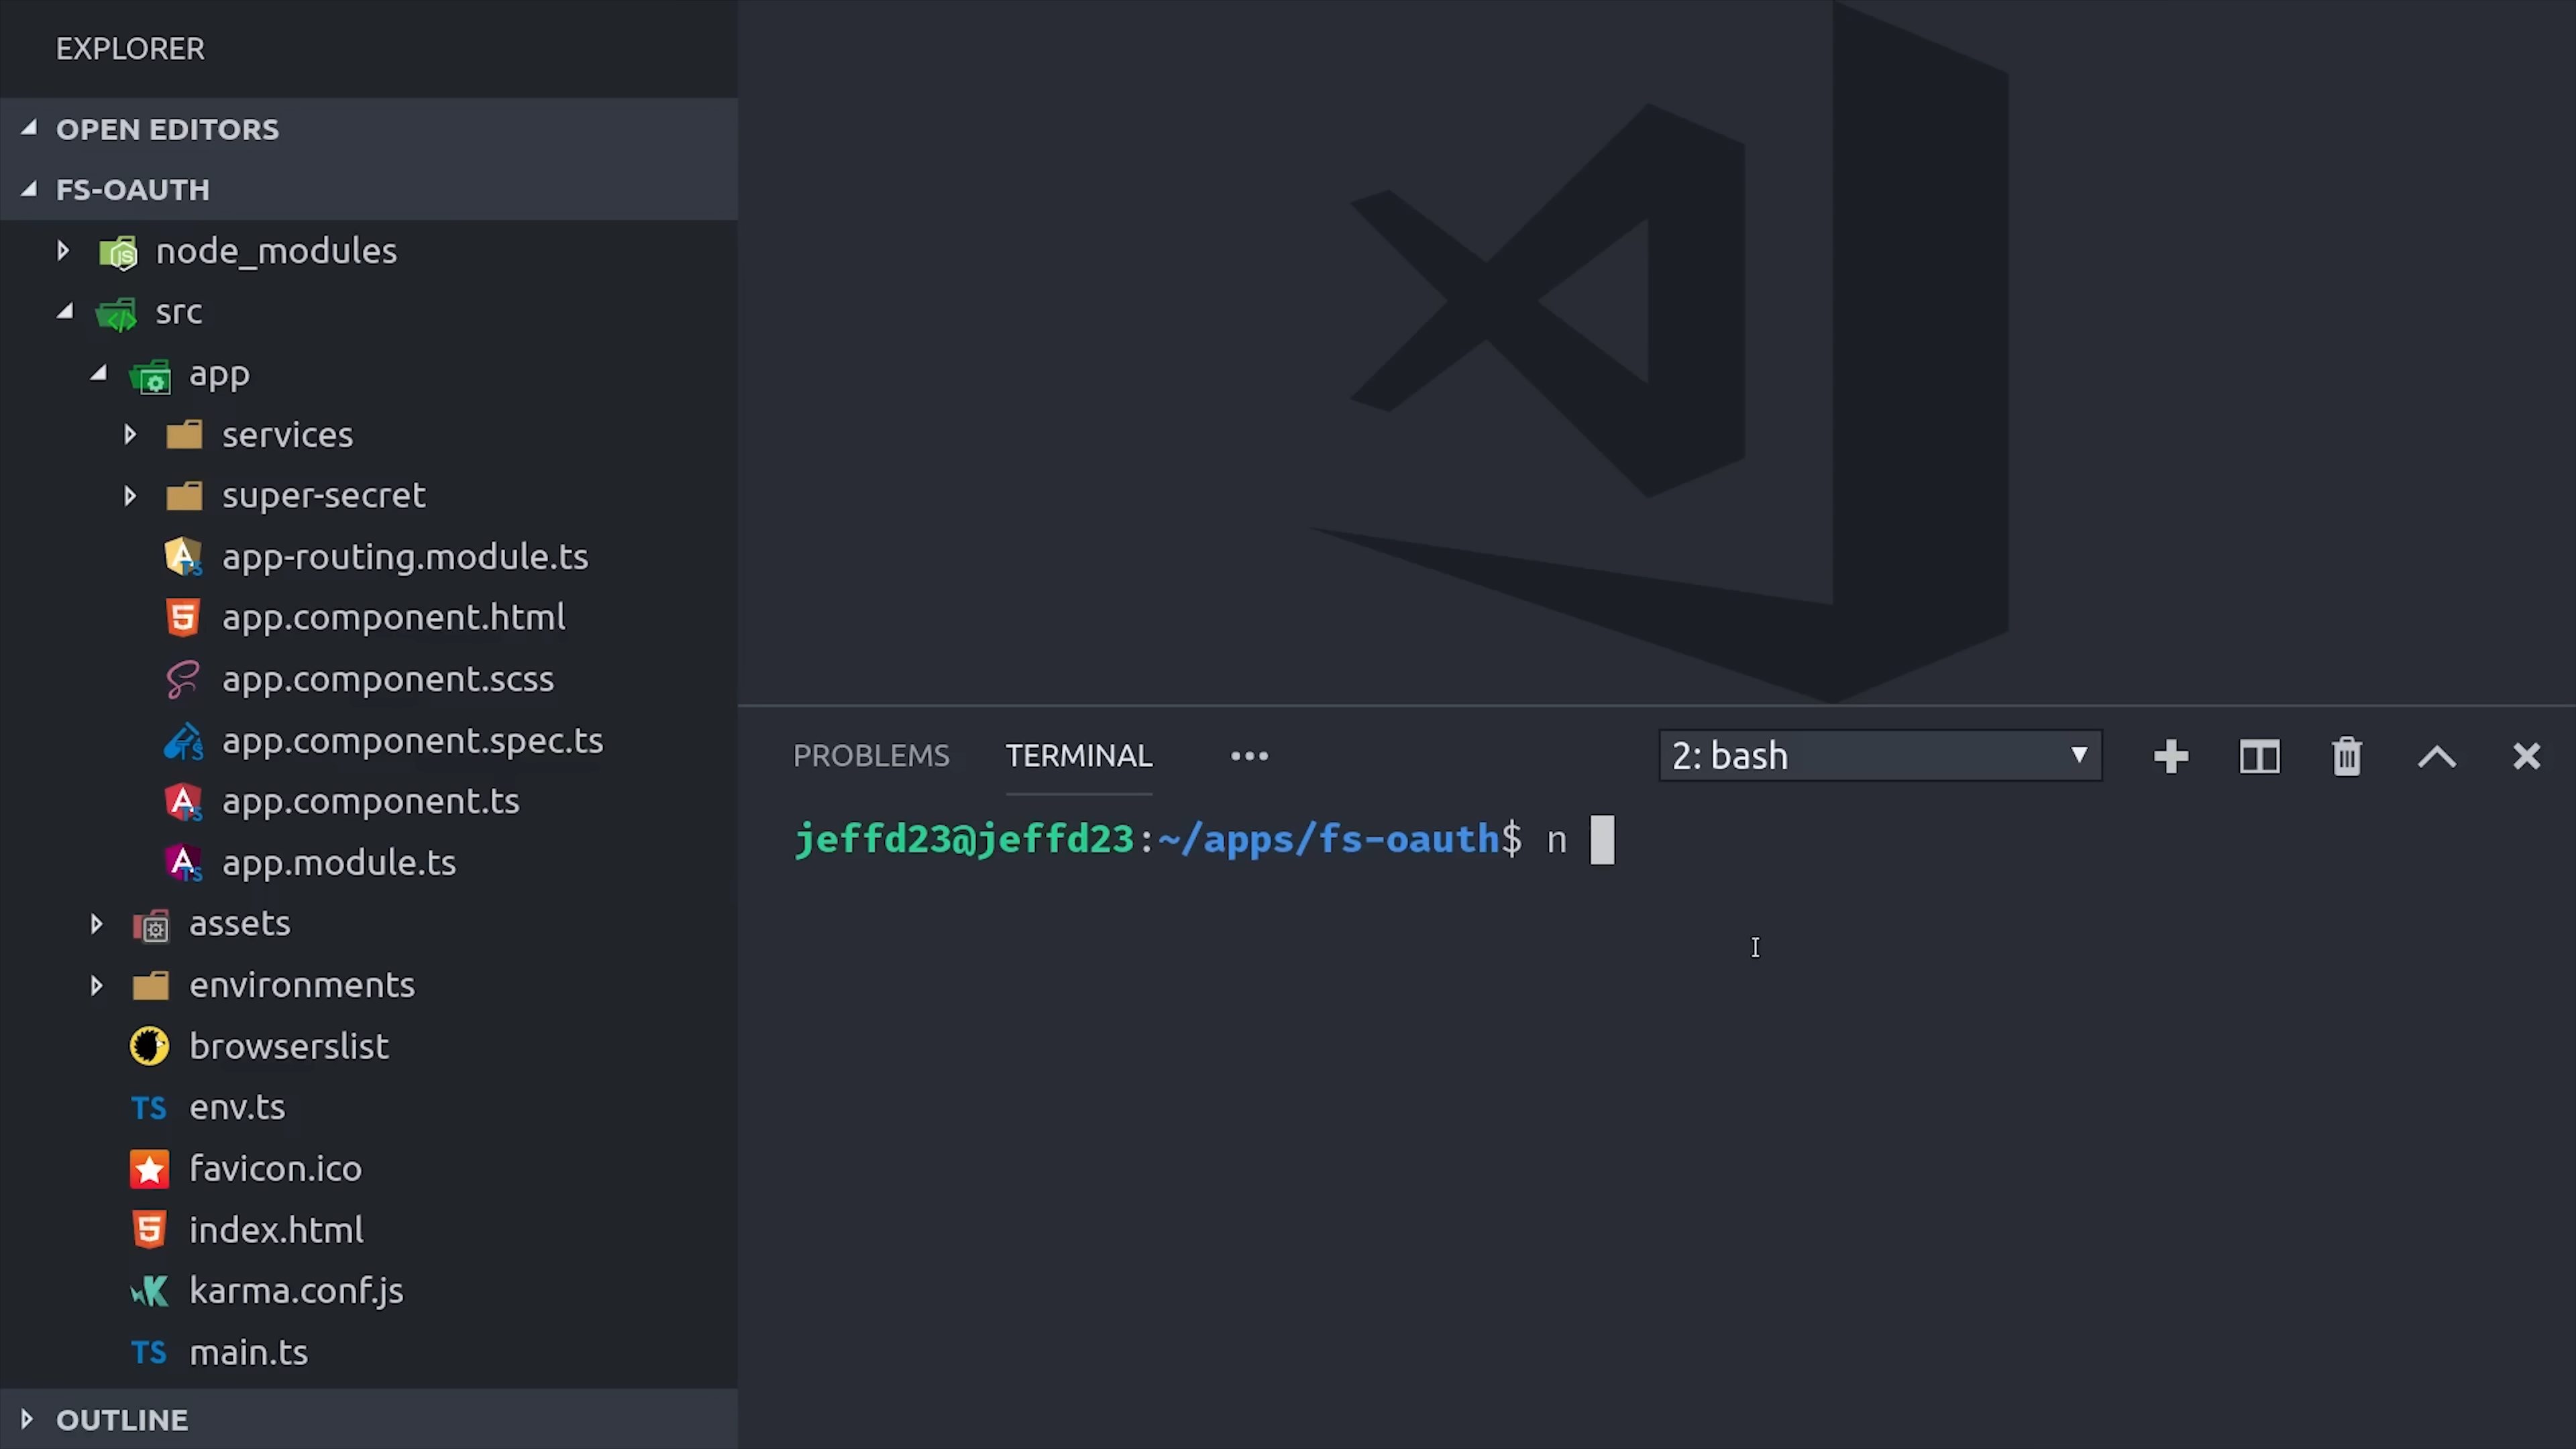 EXPLORER
OPEN EDITORS
FS-OAUTH
node_modules
src
app
services
super-secret
app-routing.module.ts
app.component.html
app.component.scss
app.component.spec.ts
app.component.ts
app.module.ts
assets
environments
browserslist
TS env.ts
favicon.ico
index.html
karma.conf.js
TS main.ts
OUTLINE
PROBLEMS TERMINAL ••• 2: bash
jeffd23@jeffd23:~/apps/fs-oauth$ n